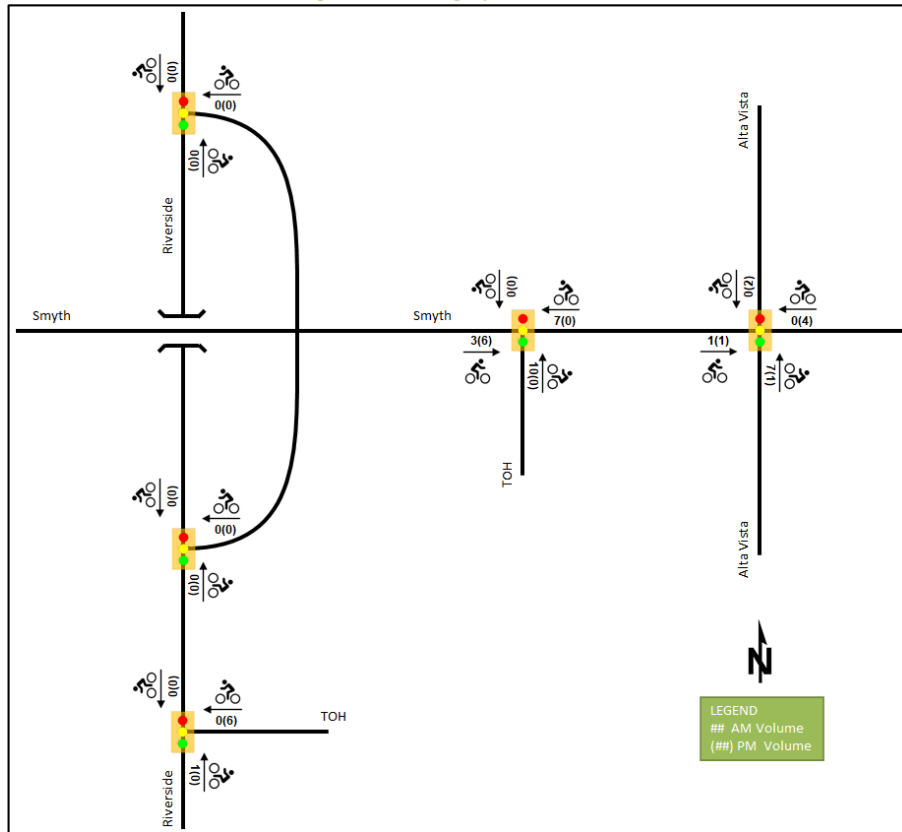 0(0)
0(0)
0(0)
Riverside
Alta Vista
Smyth
Smyth
0(0)
7(0)
3(6)
10(0)
0(2)
0(4)
1(1)
7(1)
TOH
Alta Vista
0(0)
0(0)
0(0)
N
0(0)
0(6)
TOH
1(0)
Riverside
LEGEND
## AM Volume
(##) PM Volume